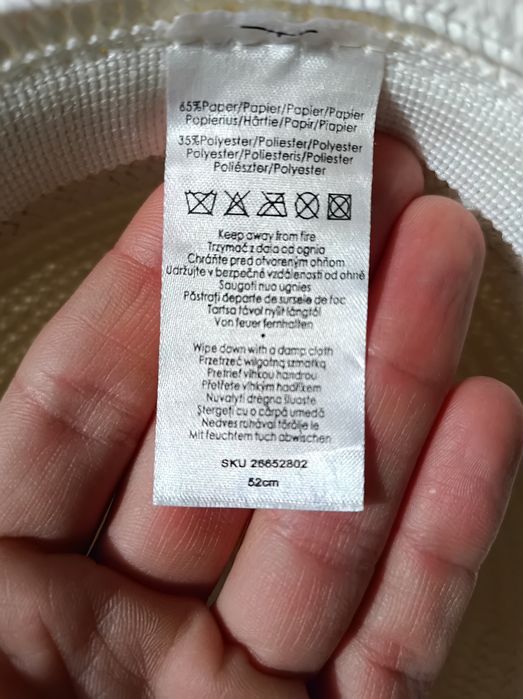 65%Paper/Papier/Papier/Papier
Popierius/Hârtie/Papír/Papier
35%Polyester/Poliester/Polyester
Polyester/Poliesteris/Poliester
Poliészter/Polyester
Keep away from fire
Trzymać z dala od ognia
Chráňte pred otvoreným ohňom
Udržujte v bezpečné vzdálenosti od ohně
Saugoti nuo ugnies
Păstrați departe de sursele de foc
Tartsa távol nyílt lángtól
Von feuer fernhalten
Wipe down with a damp cloth
Przetrzeć wilgotną szmatką
Pretrieť vlhkou handrou
Přetřete vlhkým hadříkem
Nuvalyti drėgna šluoste
Ștergeți cu o cârpă umedă
Nedves ruhával törölje le
Mit feuchtem tuch abwischen
SKU 26652802
52cm